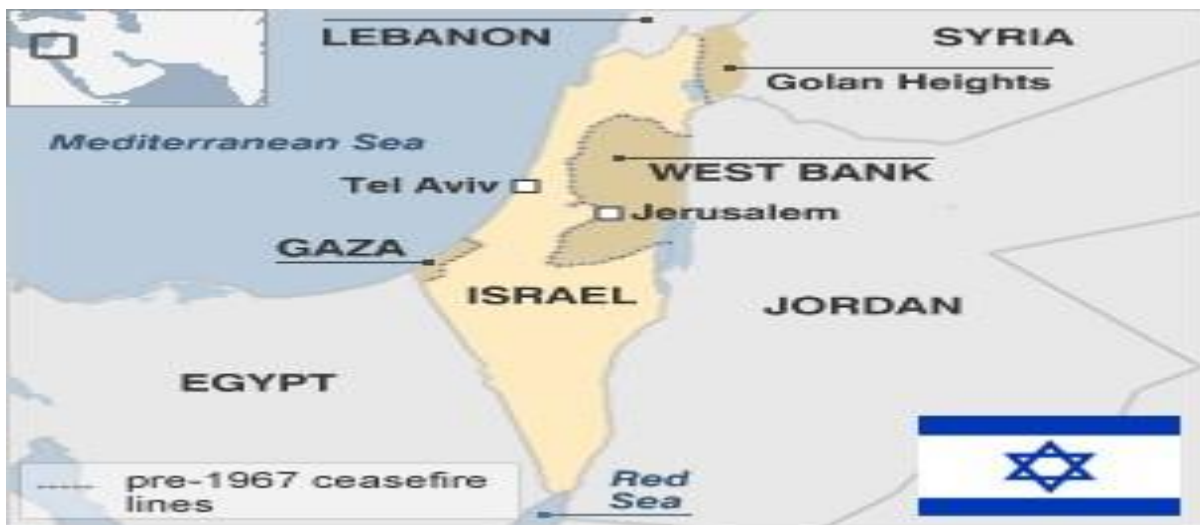 LEBANON
SYRIA
Golan Heights
Mediterranean Sea
WEST BANK
Tel Aviv
Jerusalem
GAZA
ISRAEL
JORDAN
EGYPT
pre-1967 ceasefire
lines
Red
Sea